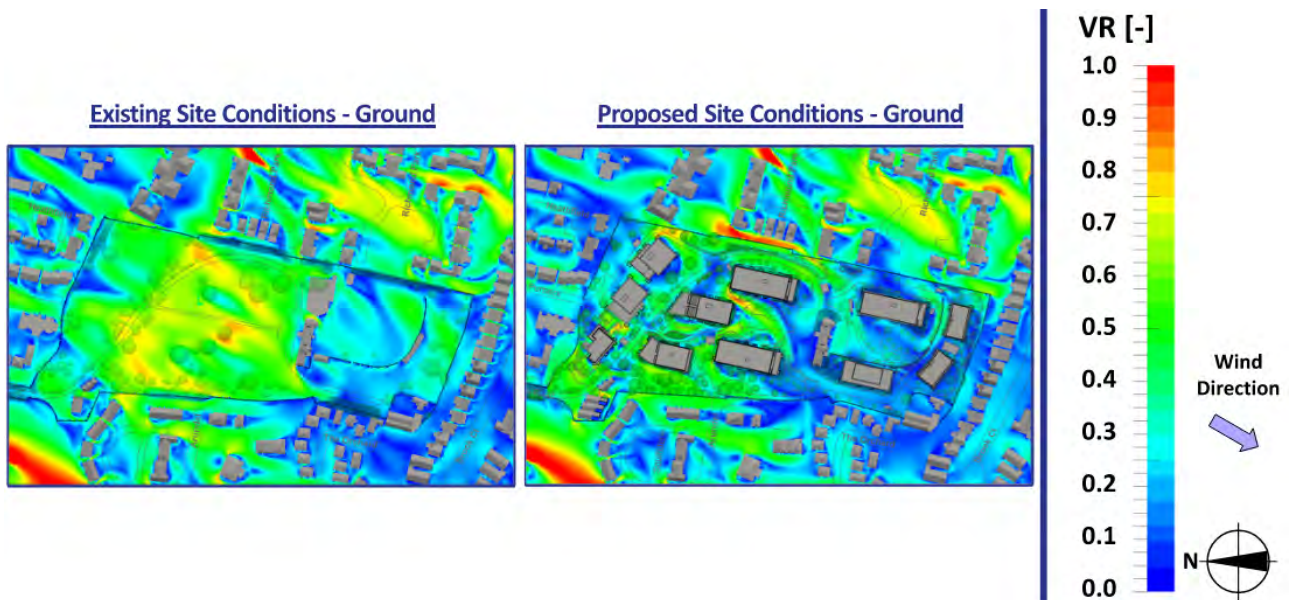 VR [-]
Existing Site Conditions - Ground
Proposed Site Conditions - Ground
1.0
0.9
0.8
0.7
0.6
0.5
0.4
0.3
0.2
0.1
0.0
Wind
Direction
N